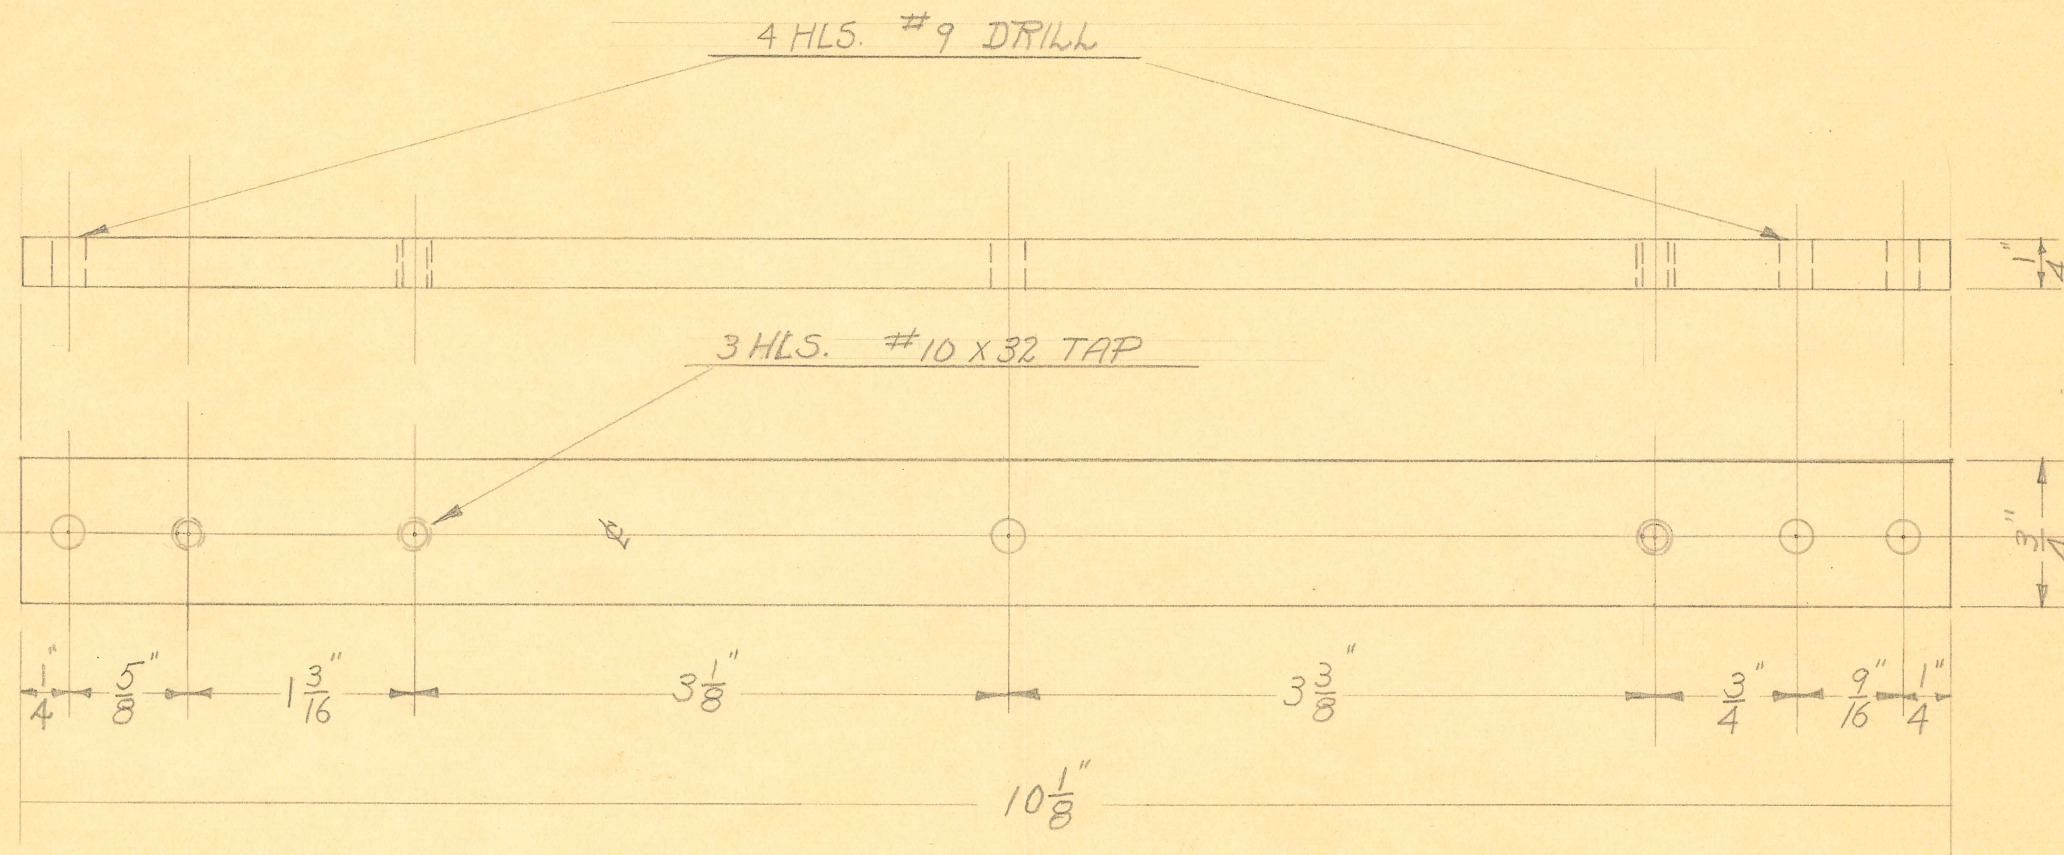 4 HLS. #9 DRILL
1/4"
3 HLS. #10 X 32 TAP
℄
3/4"
1/4" 5/8" 1 3/16" 3 1/8" 3 3/8" 3/4" 9/16" 1/4"
10 1/8"